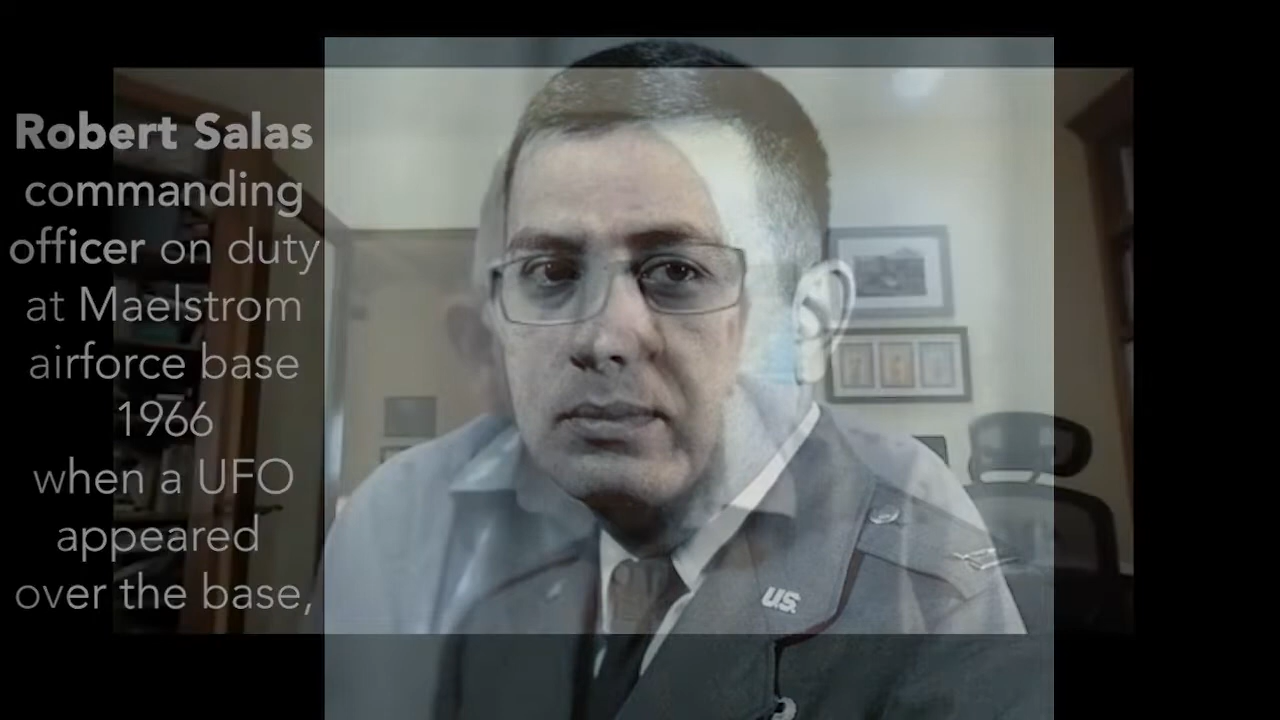 Robert Salas
commanding
officer on duty
at Maelstrom
airforce base
1966
when a UFO
appeared
over the base,
U.S.